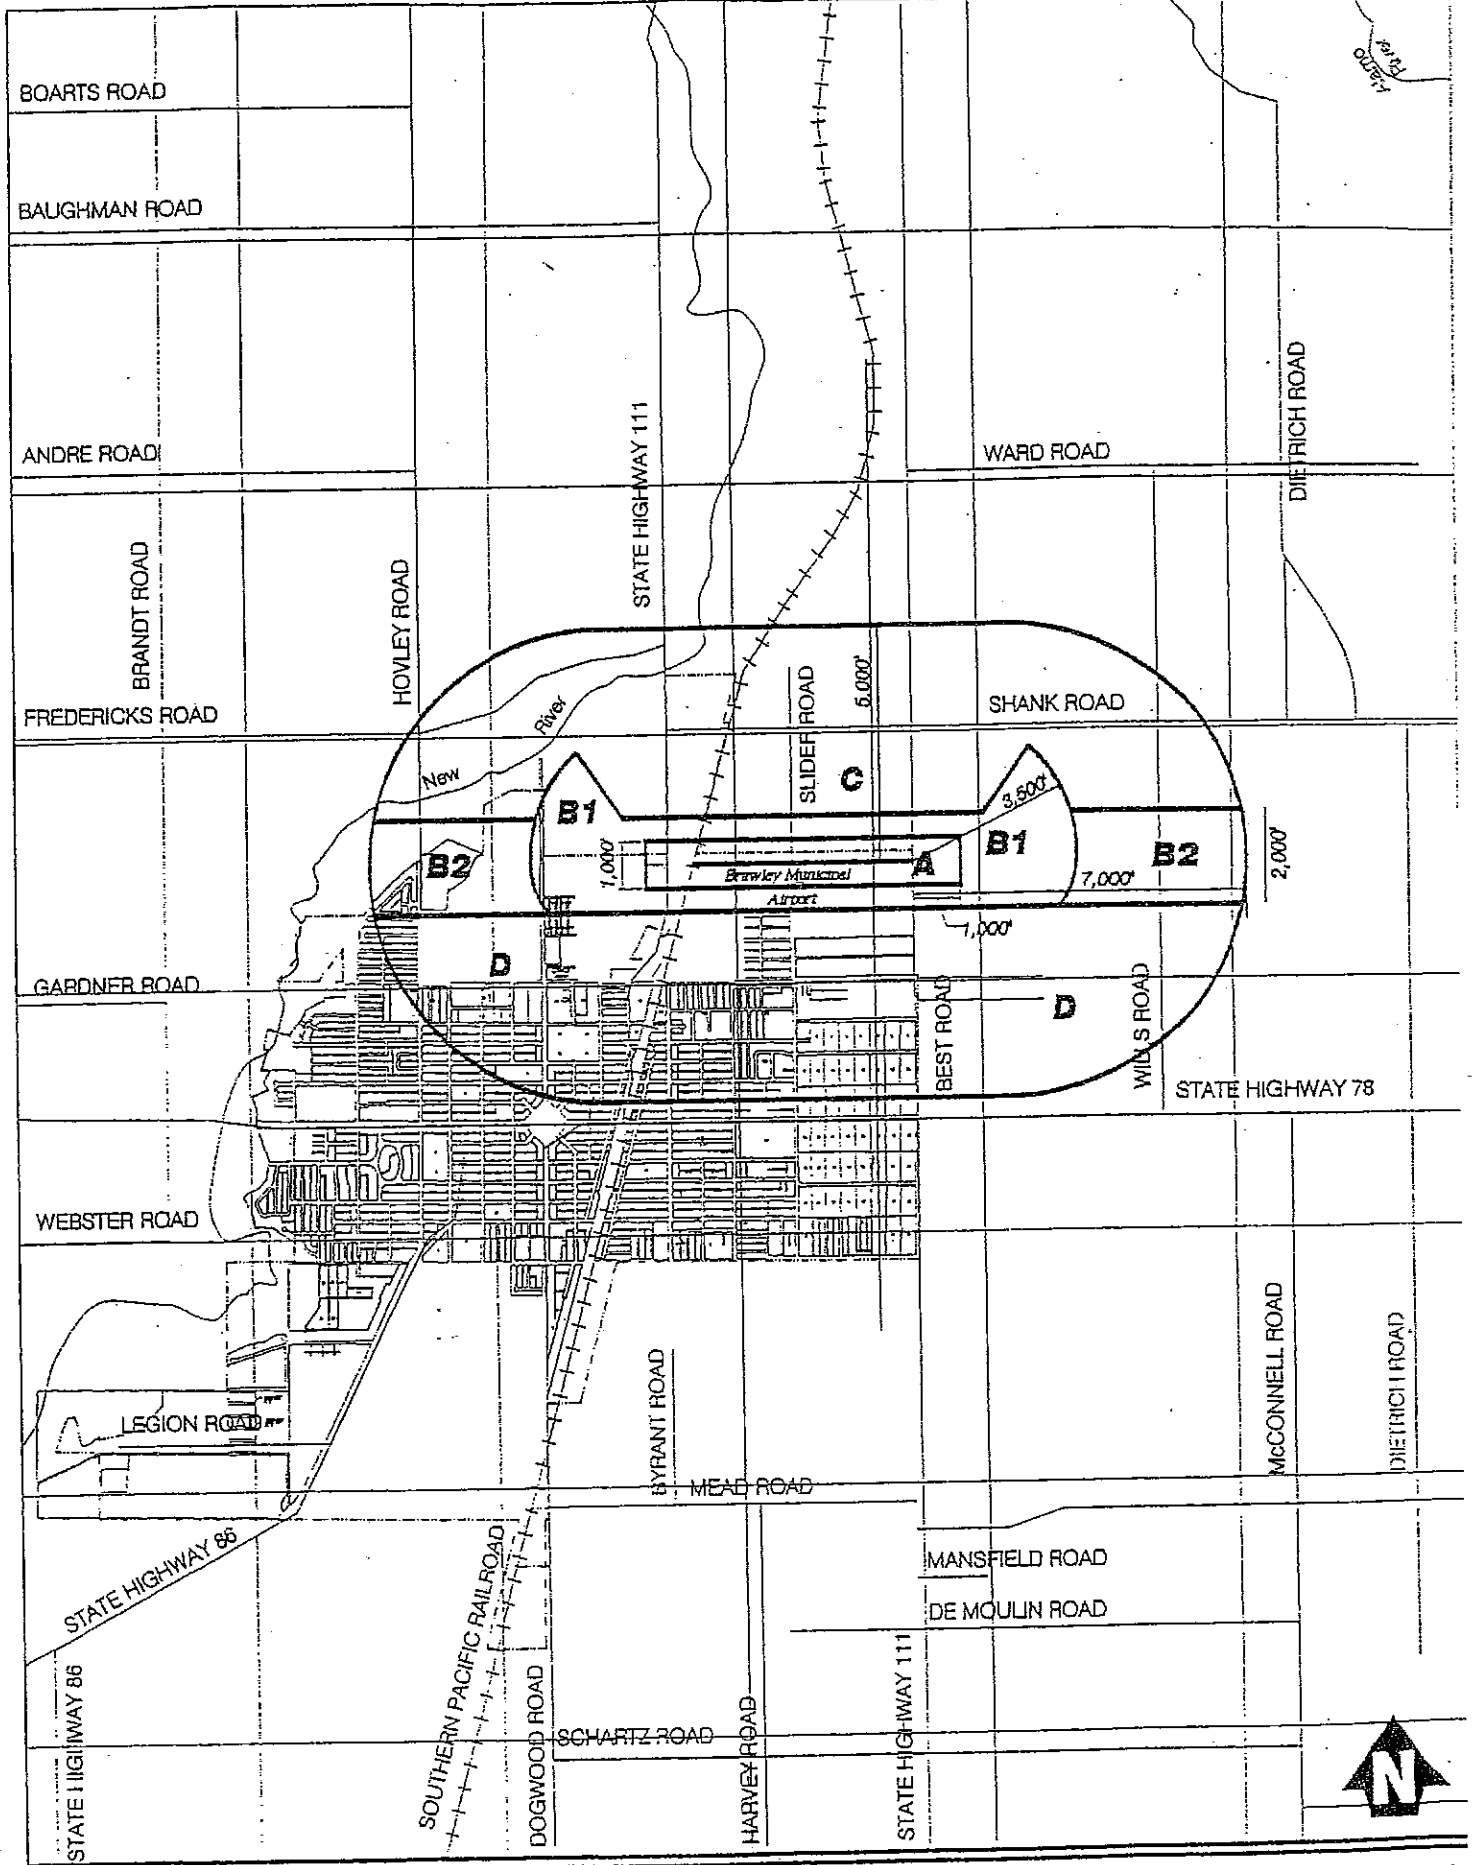 BOARTS ROAD
Alamo
River
BAUGHMAN ROAD
ANDRE ROAD
STATE HIGHWAY 111
WARD ROAD
DIETRICH ROAD
BRANDT ROAD
HOVLEY ROAD
FREDERICKS ROAD
River
New
SLIDER ROAD
5,000'
SHANK ROAD
C
B1
3,500'
B1
B2
B2
1,000'
A
Brawley Municipal
Airport
7,000'
2,000'
1,000'
D
GARDNER ROAD
BEST ROAD
D
WILLS ROAD
STATE HIGHWAY 78
WEBSTER ROAD
LEGION ROAD
BYRANT ROAD
McCONNELL ROAD
DIETRICH ROAD
MEAD ROAD
STATE HIGHWAY 86
SOUTHERN PACIFIC RAILROAD
MANSFIELD ROAD
DE MOULIN ROAD
STATE HIGHWAY 86
DOGWOOD ROAD
SCHARTZ ROAD
HARVEY ROAD
STATE HIGHWAY 111
N